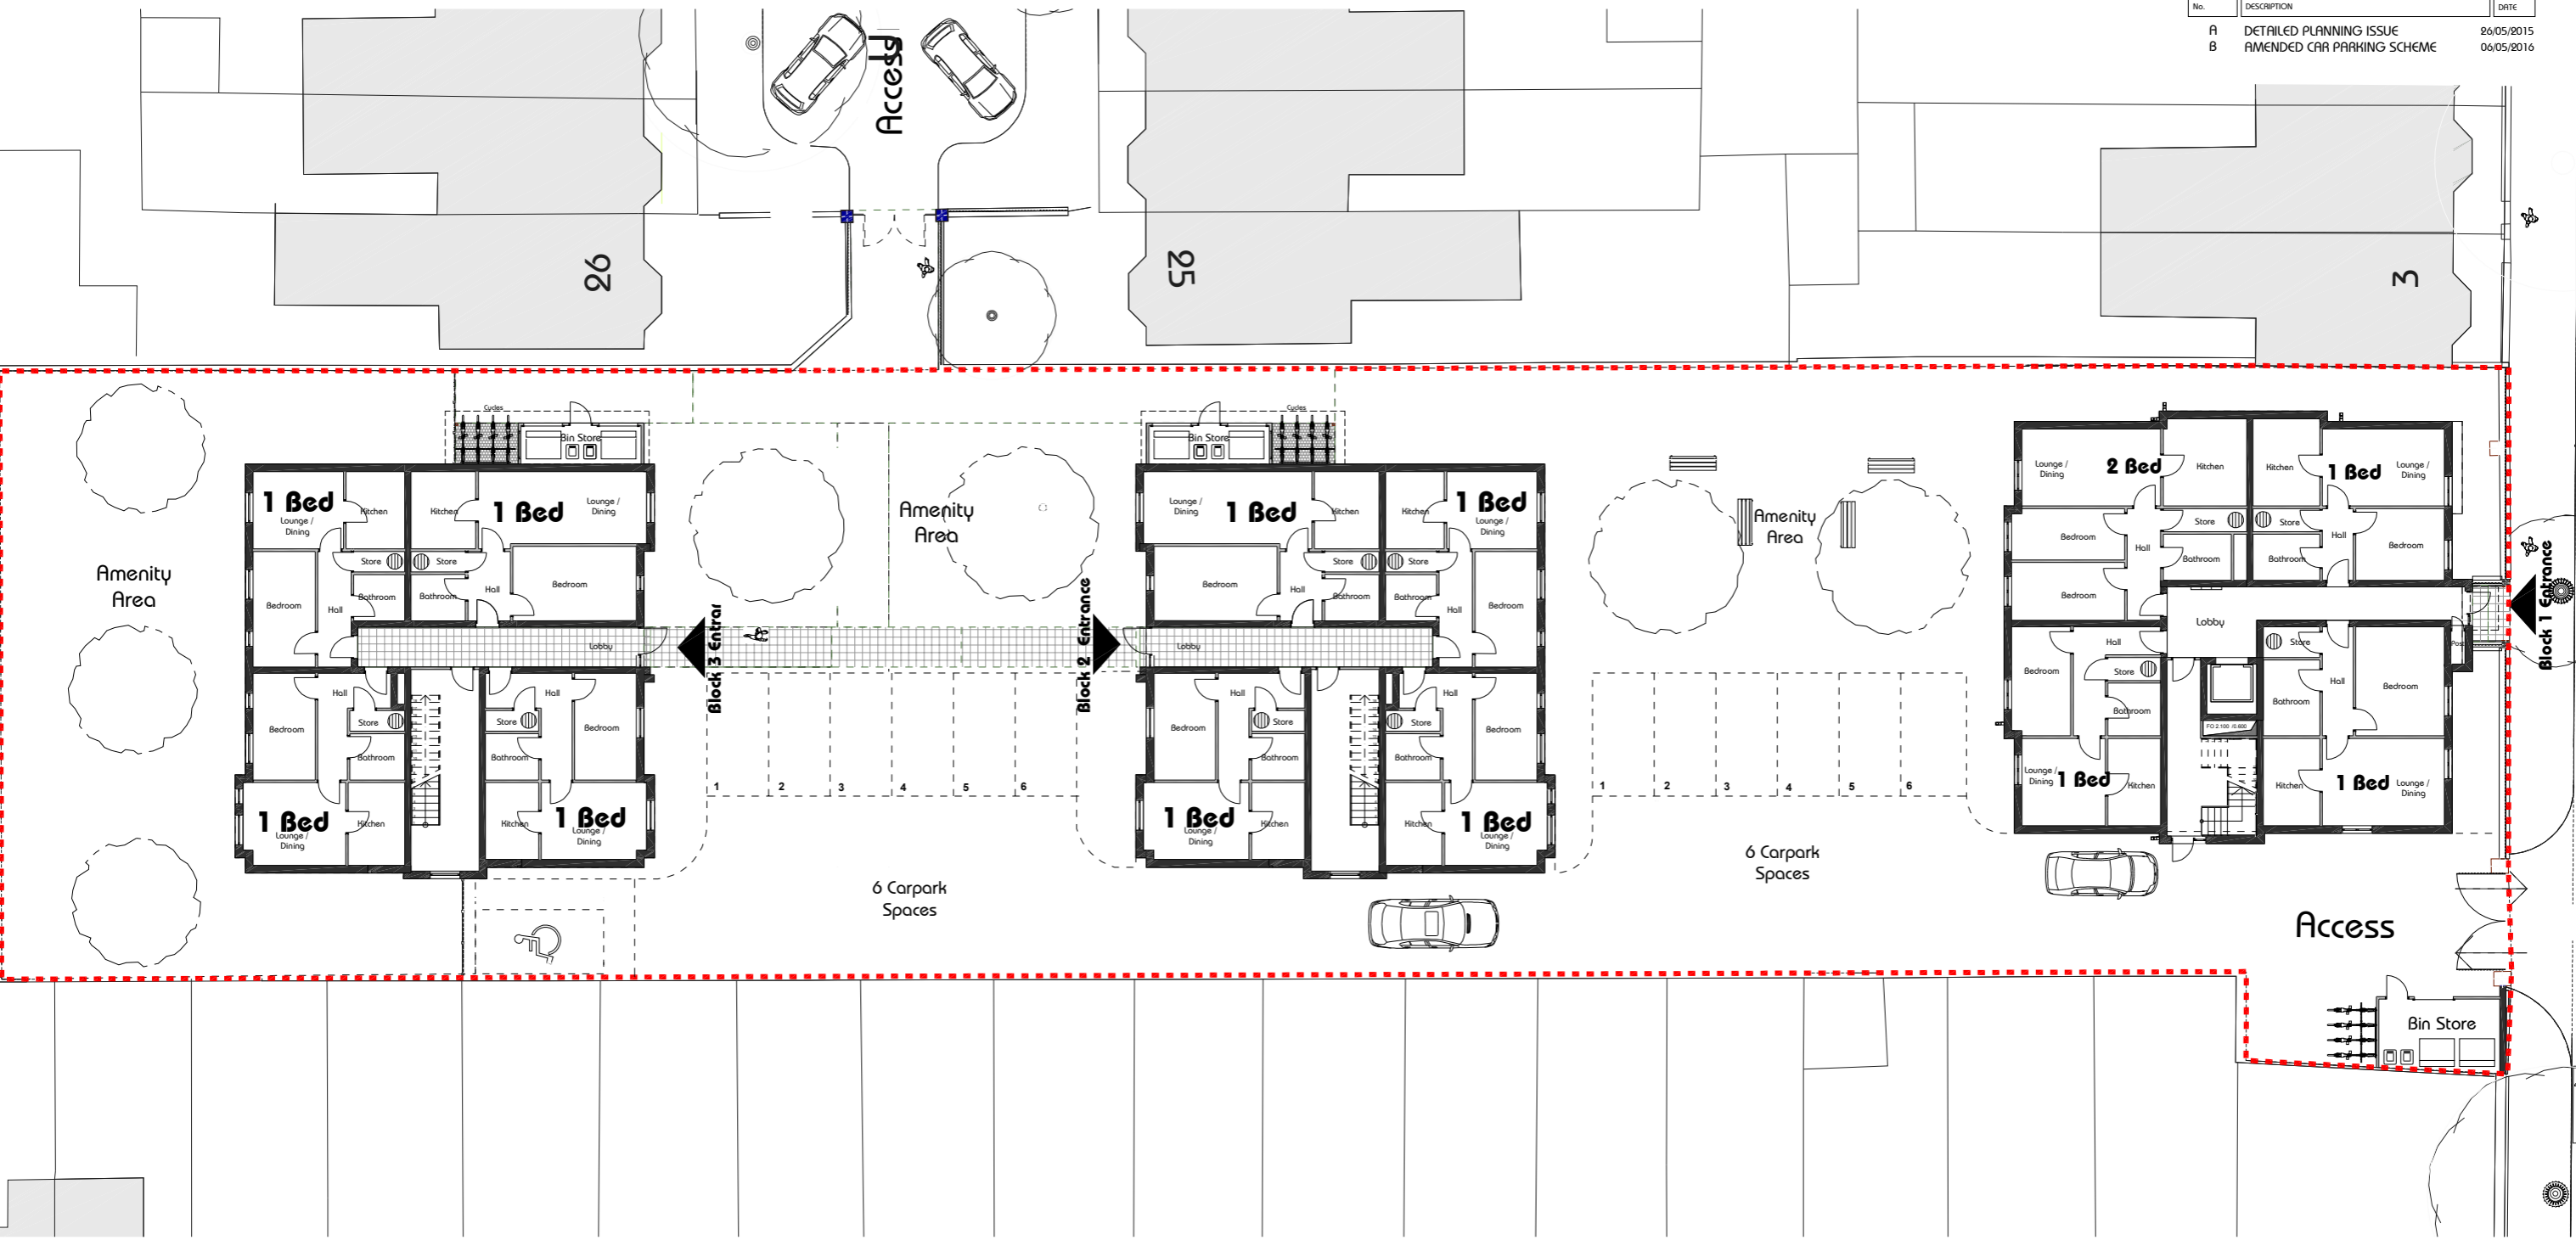 No. DESCRIPTION DATE
A DETAILED PLANNING ISSUE 26/05/2015
B AMENDED CAR PARKING SCHEME 06/05/2016
Access
26
25
3
Amenity
Area
Cycles
Bin Store
1 Bed
Lounge /
Dining
Kitchen
Kitchen
1 Bed
Lounge /
Dining
Store
Store
Bedroom
Hall
Bathroom
Bathroom
Hall
Bedroom
Lobby
Hall
Bedroom
Store
Bathroom
1 Bed
Lounge /
Dining
Kitchen
Hall
Store
Bedroom
Bathroom
Kitchen
1 Bed
Lounge /
Dining
Block 3 Entrar
Amenity
Area
1 2 3 4 5 6
6 Carpark
Spaces
Block 2 Entrance
Bin Store
Cycles
Lounge /
Dining
1 Bed
Kitchen
Kitchen
1 Bed
Lounge /
Dining
Store
Store
Bedroom
Hall
Bathroom
Bathroom
Hall
Bedroom
Lobby
Hall
Bedroom
Store
Bathroom
1 Bed
Lounge /
Dining
Kitchen
Hall
Store
Bedroom
Bathroom
Kitchen
1 Bed
Lounge /
Dining
Amenity
Area
1 2 3 4 5 6
6 Carpark
Spaces
Lounge /
Dining
2 Bed
Kitchen
Kitchen
1 Bed
Lounge /
Dining
Store
Store
Bedroom
Hall
Bathroom
Bathroom
Hall
Bedroom
Bedroom
Lobby
Hall
Bedroom
Store
Bathroom
Lounge /
Dining
1 Bed
Kitchen
FO 2.100
Store
Hall
Bedroom
Bathroom
Kitchen
1 Bed
Lounge /
Dining
Block 1 Entrance
Access
Bin Store